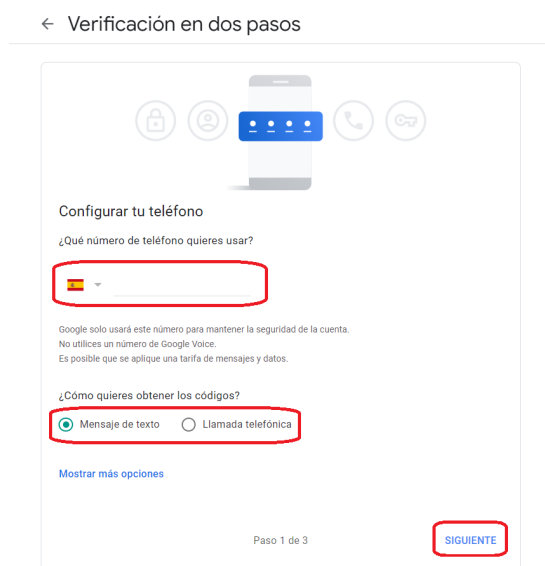 Verificación en dos pasos
Configurar tu teléfono
¿Qué número de teléfono quieres usar?
Google solo usará este número para mantener la seguridad de la cuenta.
No utilices un número de Google Voice.
Es posible que se aplique una tarifa de mensajes y datos.
¿Cómo quieres obtener los códigos?
Mensaje de texto Llamada telefónica
Mostrar más opciones
Paso 1 de 3 SIGUIENTE